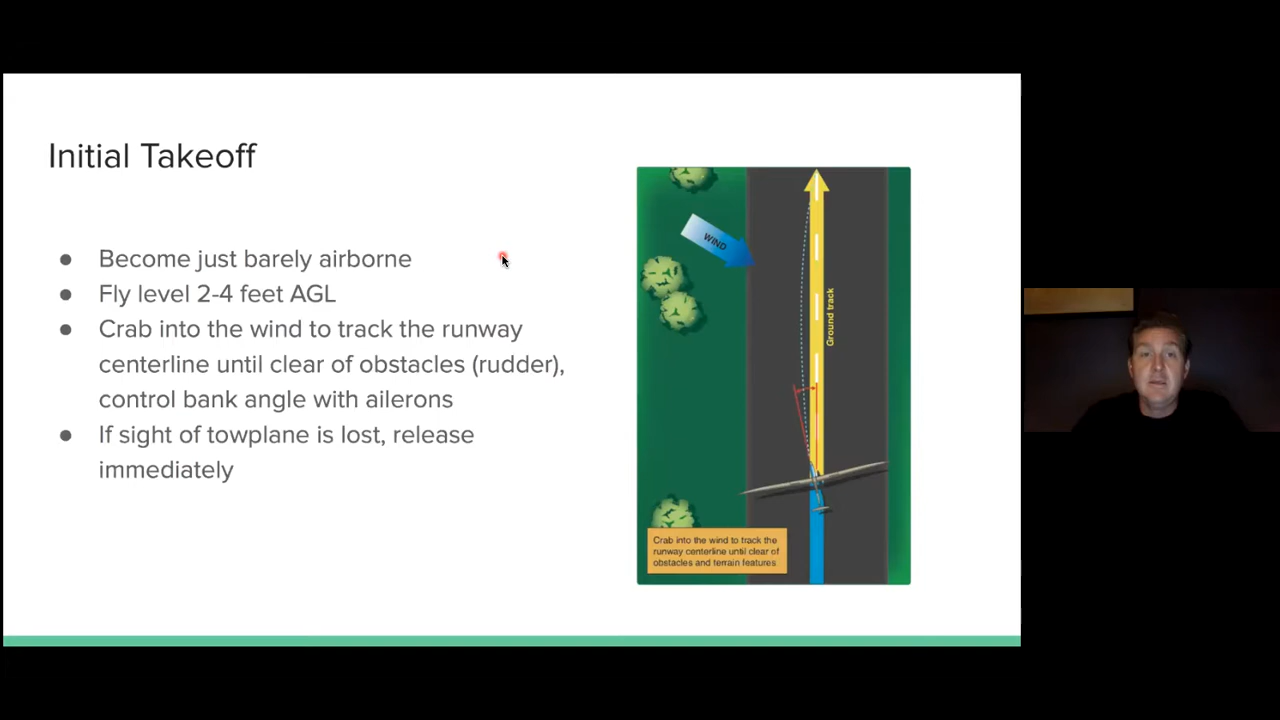 Initial Takeoff
● Become just barely airborne
● Fly level 2-4 feet AGL
● Crab into the wind to track the runway
centerline until clear of obstacles (rudder),
control bank angle with ailerons
● If sight of towplane is lost, release
immediately
WIND
Ground track
Crab into the wind to track the
runway centerline until clear of
obstacles and terrain features